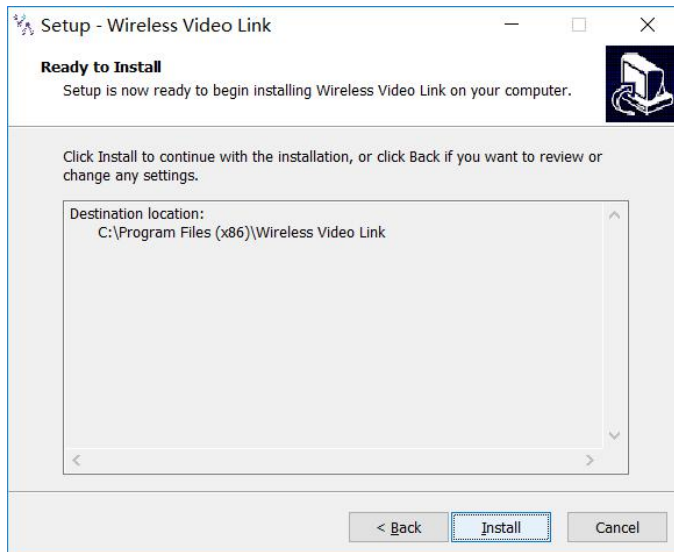 Setup - Wireless Video Link
Ready to Install
Setup is now ready to begin installing Wireless Video Link on your computer.
Click Install to continue with the installation, or click Back if you want to review or
change any settings.
Destination location:
C:\Program Files (x86)\Wireless Video Link
< Back
Install
Cancel